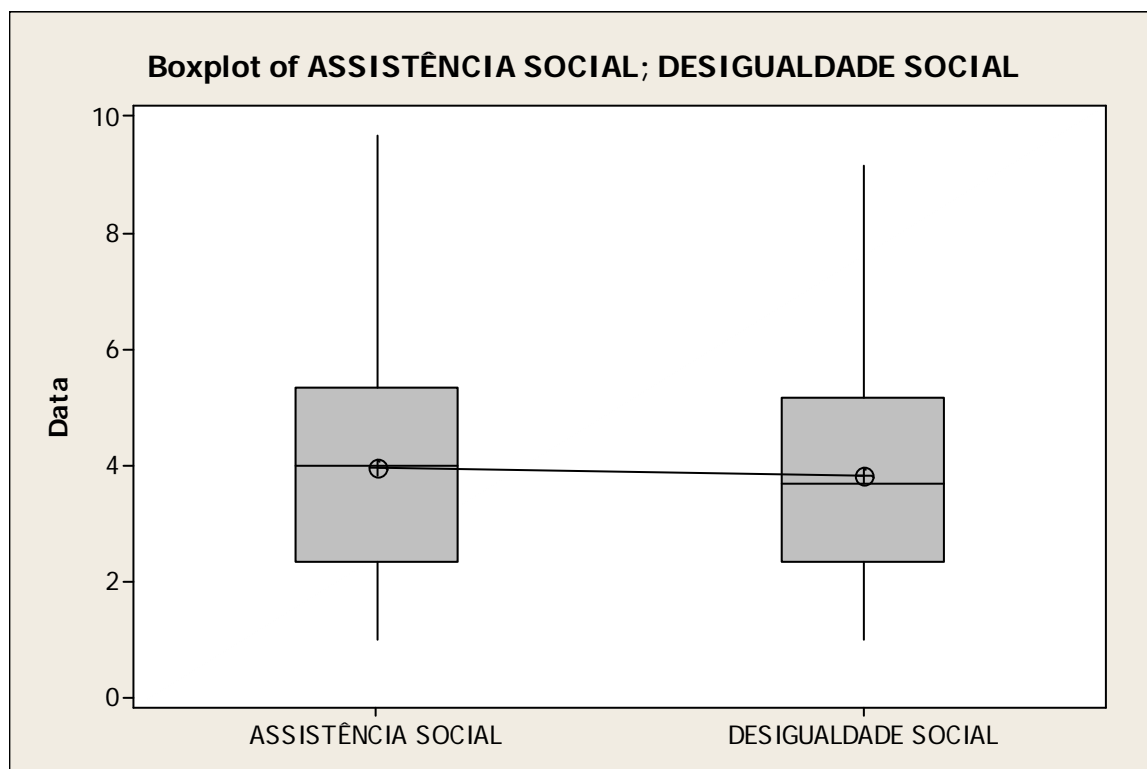 Boxplot of ASSISTÊNCIA SOCIAL; DESIGUALDADE SOCIAL
10
8
6
4
2
0
Data
ASSISTÊNCIA SOCIAL
DESIGUALDADE SOCIAL